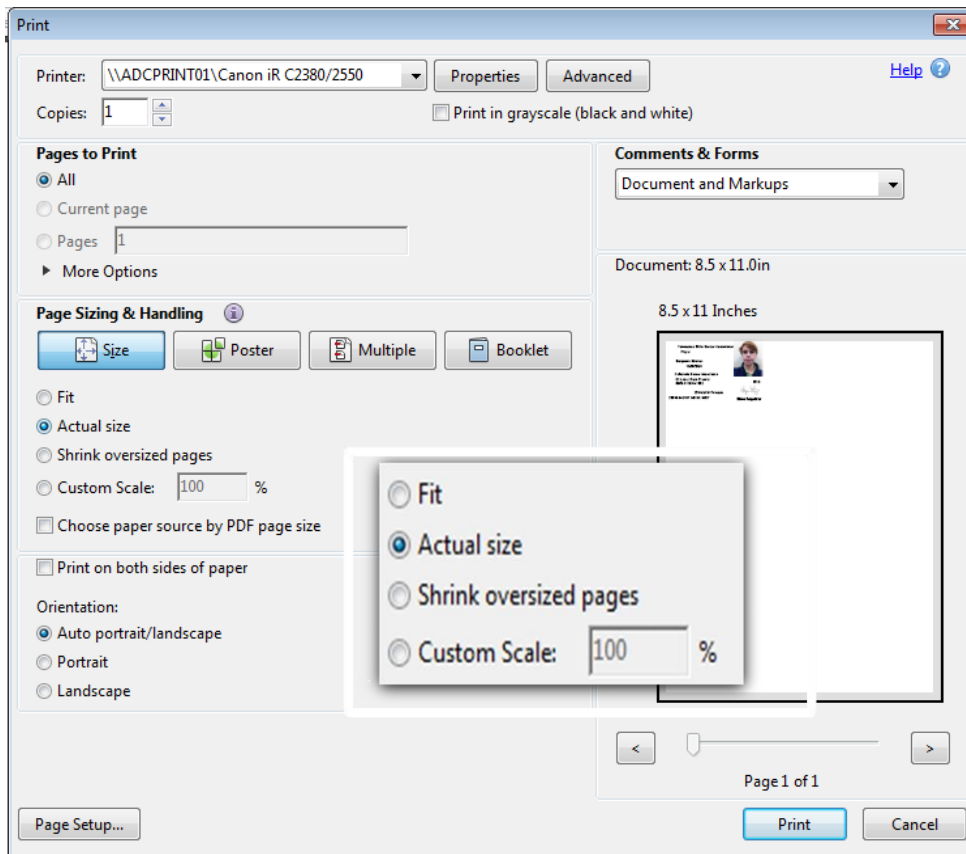 Print
Printer: \\ADCPRINT01\Canon iR C2380/2550 Properties Advanced Help ?
Copies: 1 Print in grayscale (black and white)
Pages to Print
All
Current page
Pages 1
More Options
Comments & Forms
Document and Markups
Page Sizing & Handling i
Size Poster Multiple Booklet
Fit
Actual size
Shrink oversized pages
Custom Scale: 100 %
Choose paper source by PDF page size
Print on both sides of paper
Orientation:
Auto portrait/landscape
Portrait
Landscape
Fit
Actual size
Shrink oversized pages
Custom Scale: 100 %
Document: 8.5 x 11.0in
8.5 x 11 Inches
< >
Page 1 of 1
Page Setup... Print Cancel